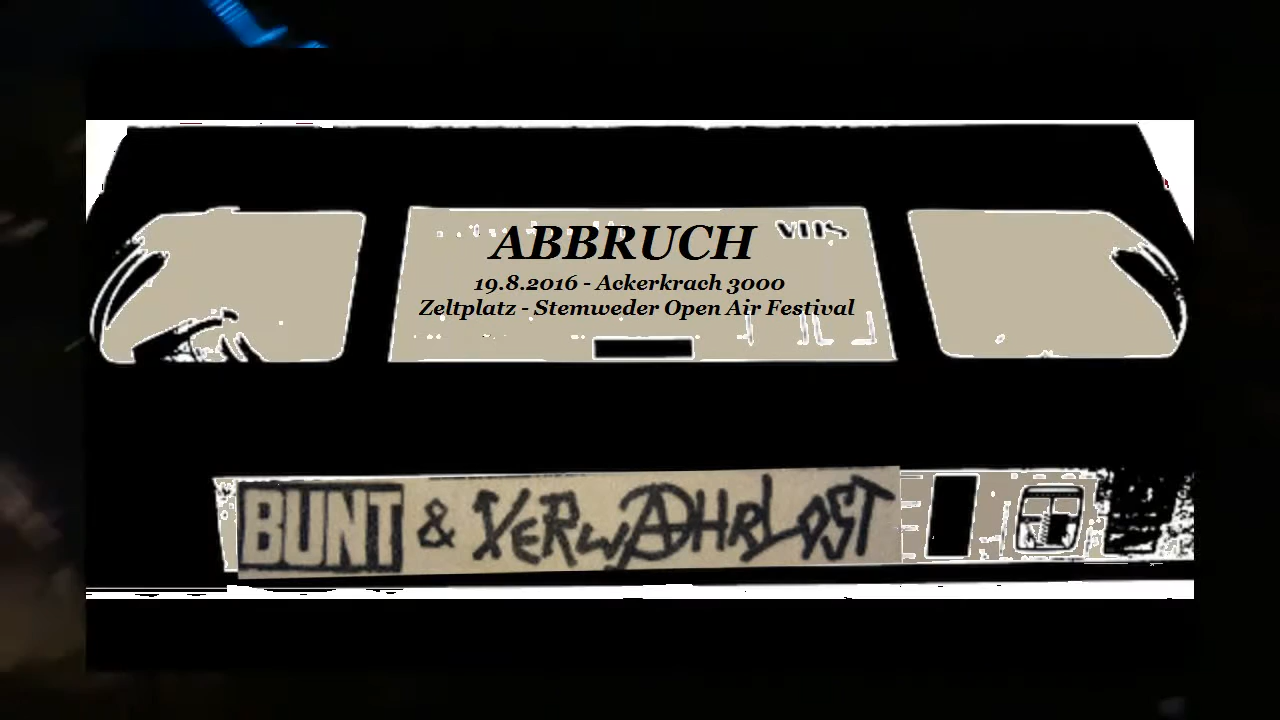 ABBRUCH
VHS
19.8.2016 - Ackerkrach 3000
Zeltplatz - Stemweder Open Air Festival
BUNT & VERWAHRLOST